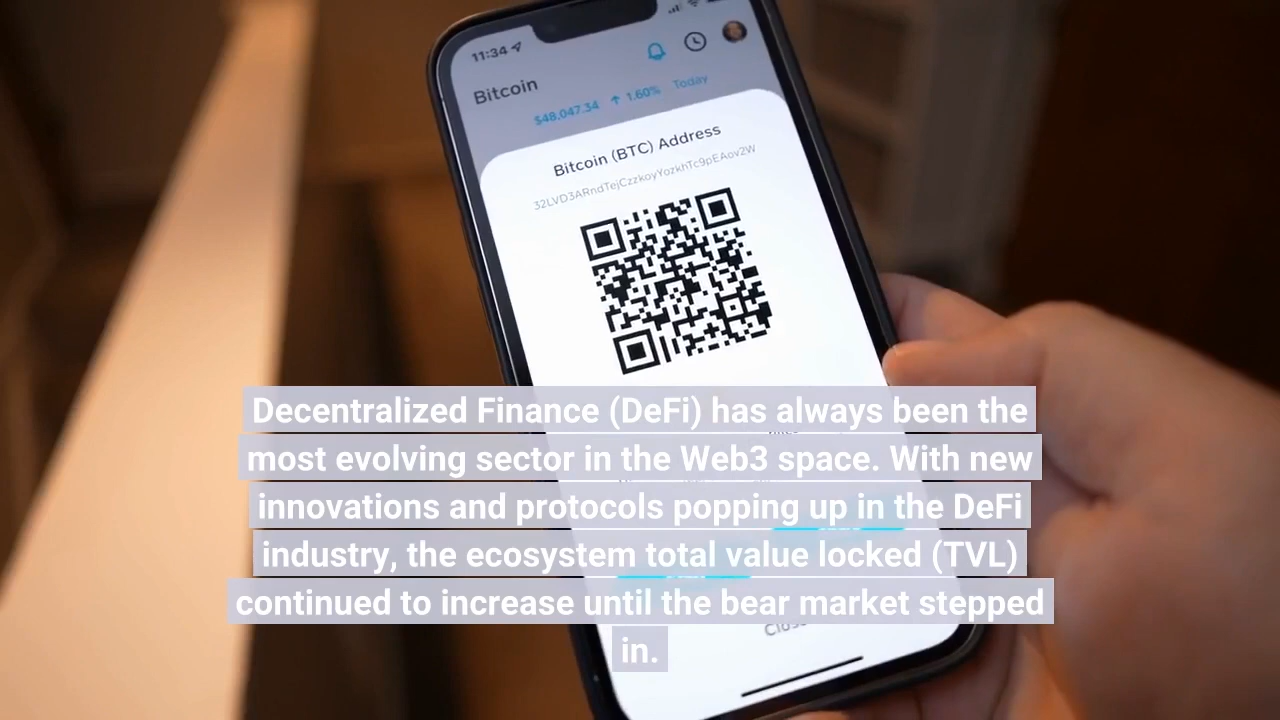 11:34
Bitcoin
$48,047.34 ↑ 1.60% Today
Bitcoin (BTC) Address
32LVD3ARndTejCzzkoyYozkhTc9pEAov2W
Decentralized Finance (DeFi) has always been the
most evolving sector in the Web3 space. With new
innovations and protocols popping up in the DeFi
industry, the ecosystem total value locked (TVL)
continued to increase until the bear market stepped
in.